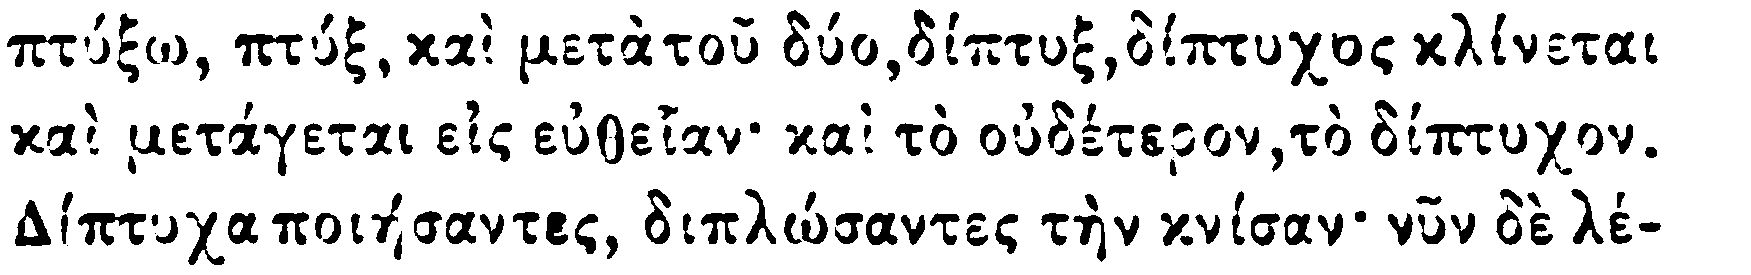 πτύξω, πτύξ, καὶ μετὰ τοῦ δύο, δίπτυξ, δίπτυχος κλίνεται
καὶ μετάγεται εἰς εὐθεῖαν· καὶ τὸ οὐδέτερον, τὸ δίπτυχον.
Δίπτυχα ποιήσαντες, διπλώσαντες τὴν κνίσαν· νῦν δὲ λέ-